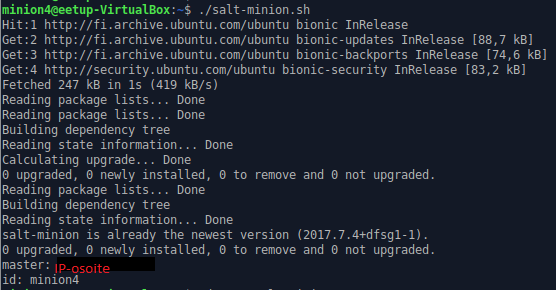 minion4@eetup-VirtualBox:~$ ./salt-minion.sh
Hit:1 http://fi.archive.ubuntu.com/ubuntu bionic InRelease
Get:2 http://fi.archive.ubuntu.com/ubuntu bionic-updates InRelease [88,7 kB]
Get:3 http://fi.archive.ubuntu.com/ubuntu bionic-backports InRelease [74,6 kB]
Get:4 http://security.ubuntu.com/ubuntu bionic-security InRelease [83,2 kB]
Fetched 247 kB in 1s (419 kB/s)
Reading package lists... Done
Reading package lists... Done
Building dependency tree
Reading state information... Done
Calculating upgrade... Done
0 upgraded, 0 newly installed, 0 to remove and 0 not upgraded.
Reading package lists... Done
Building dependency tree
Reading state information... Done
salt-minion is already the newest version (2017.7.4+dfsg1-1).
0 upgraded, 0 newly installed, 0 to remove and 0 not upgraded.
master: IP-osoite
id: minion4